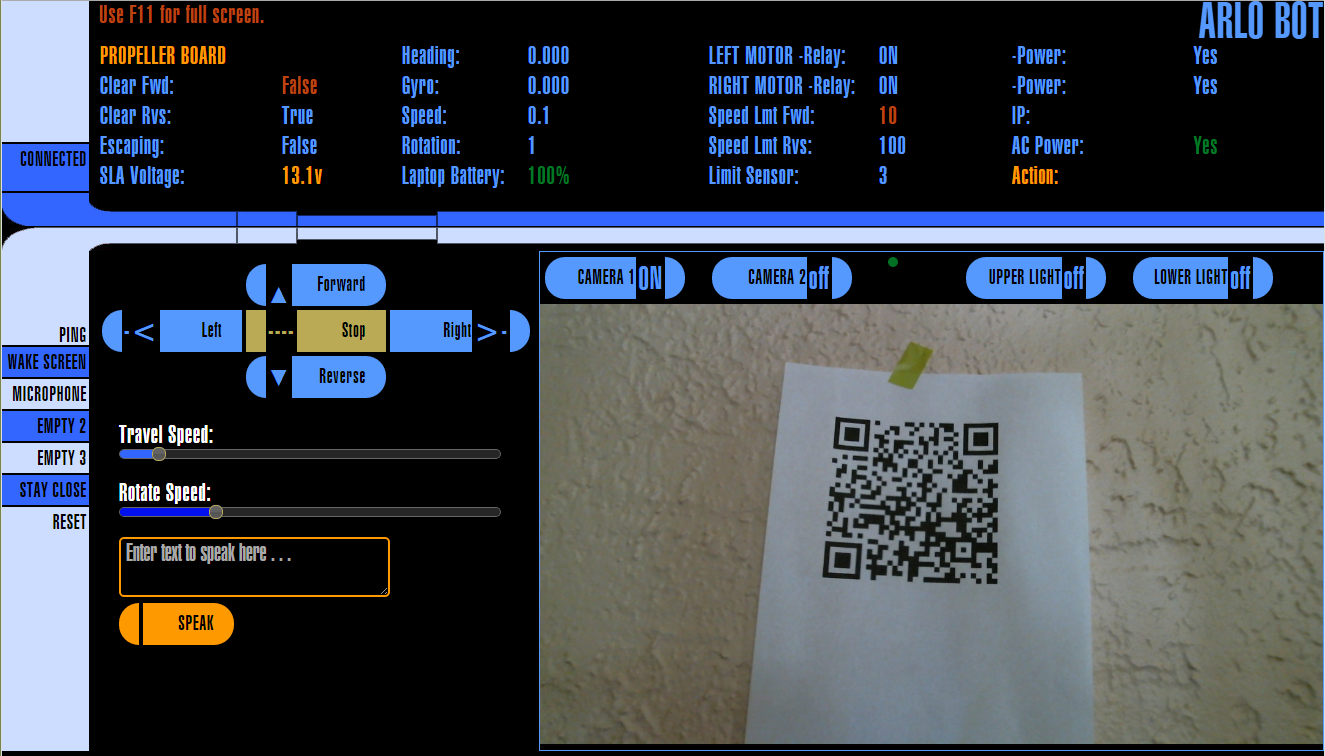 Use F11 for full screen.
ARLO BOT
PROPELLER BOARD Heading: 0.000 LEFT MOTOR -Relay: ON -Power: Yes
Clear Fwd: False Gyro: 0.000 RIGHT MOTOR -Relay: ON -Power: Yes
Clear Rvs: True Speed: 0.1 Speed Lmt Fwd: 10 IP:
Escaping: False Rotation: 1 Speed Lmt Rvs: 100 AC Power: Yes
SLA Voltage: 13.1v Laptop Battery: 100% Limit Sensor: 3 Action:
CONNECTED
PING
WAKE SCREEN
MICROPHONE
EMPTY 2
EMPTY 3
STAY CLOSE
RESET
▲ Forward
-< Left ---- Stop Right >-
▼ Reverse
Travel Speed:
Rotate Speed:
Enter text to speak here . . .
SPEAK
CAMERA 1 ON CAMERA 2 off UPPER LIGHT off LOWER LIGHT off